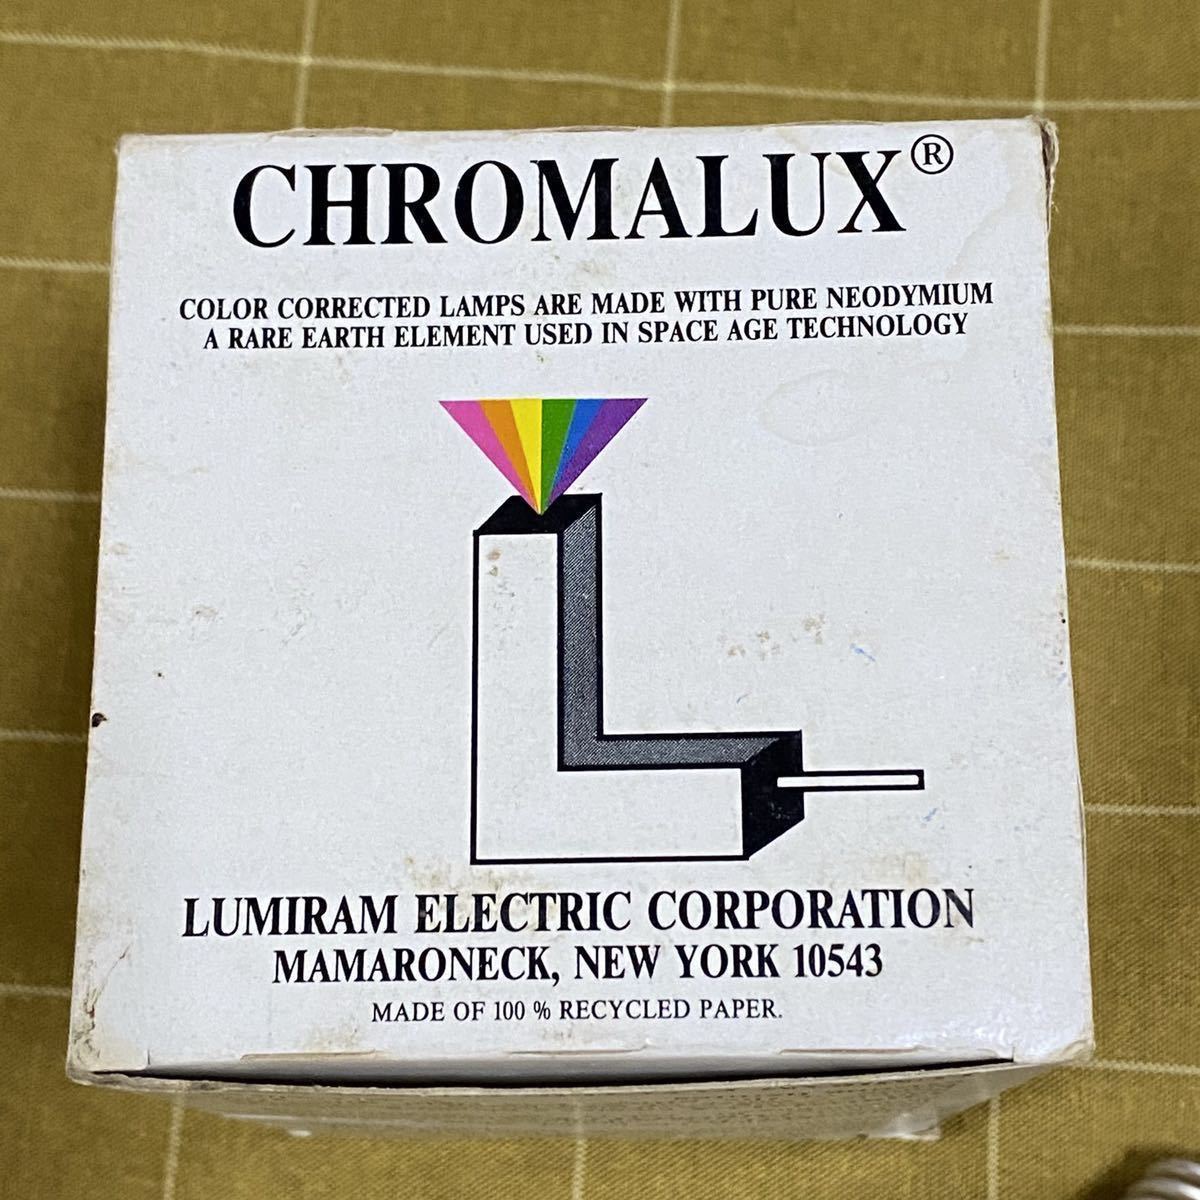 CHROMALUX®
COLOR CORRECTED LAMPS ARE MADE WITH PURE NEODYMIUM
A RARE EARTH ELEMENT USED IN SPACE AGE TECHNOLOGY
LUMIRAM ELECTRIC CORPORATION
MAMARONECK, NEW YORK 10543
MADE OF 100 % RECYCLED PAPER.